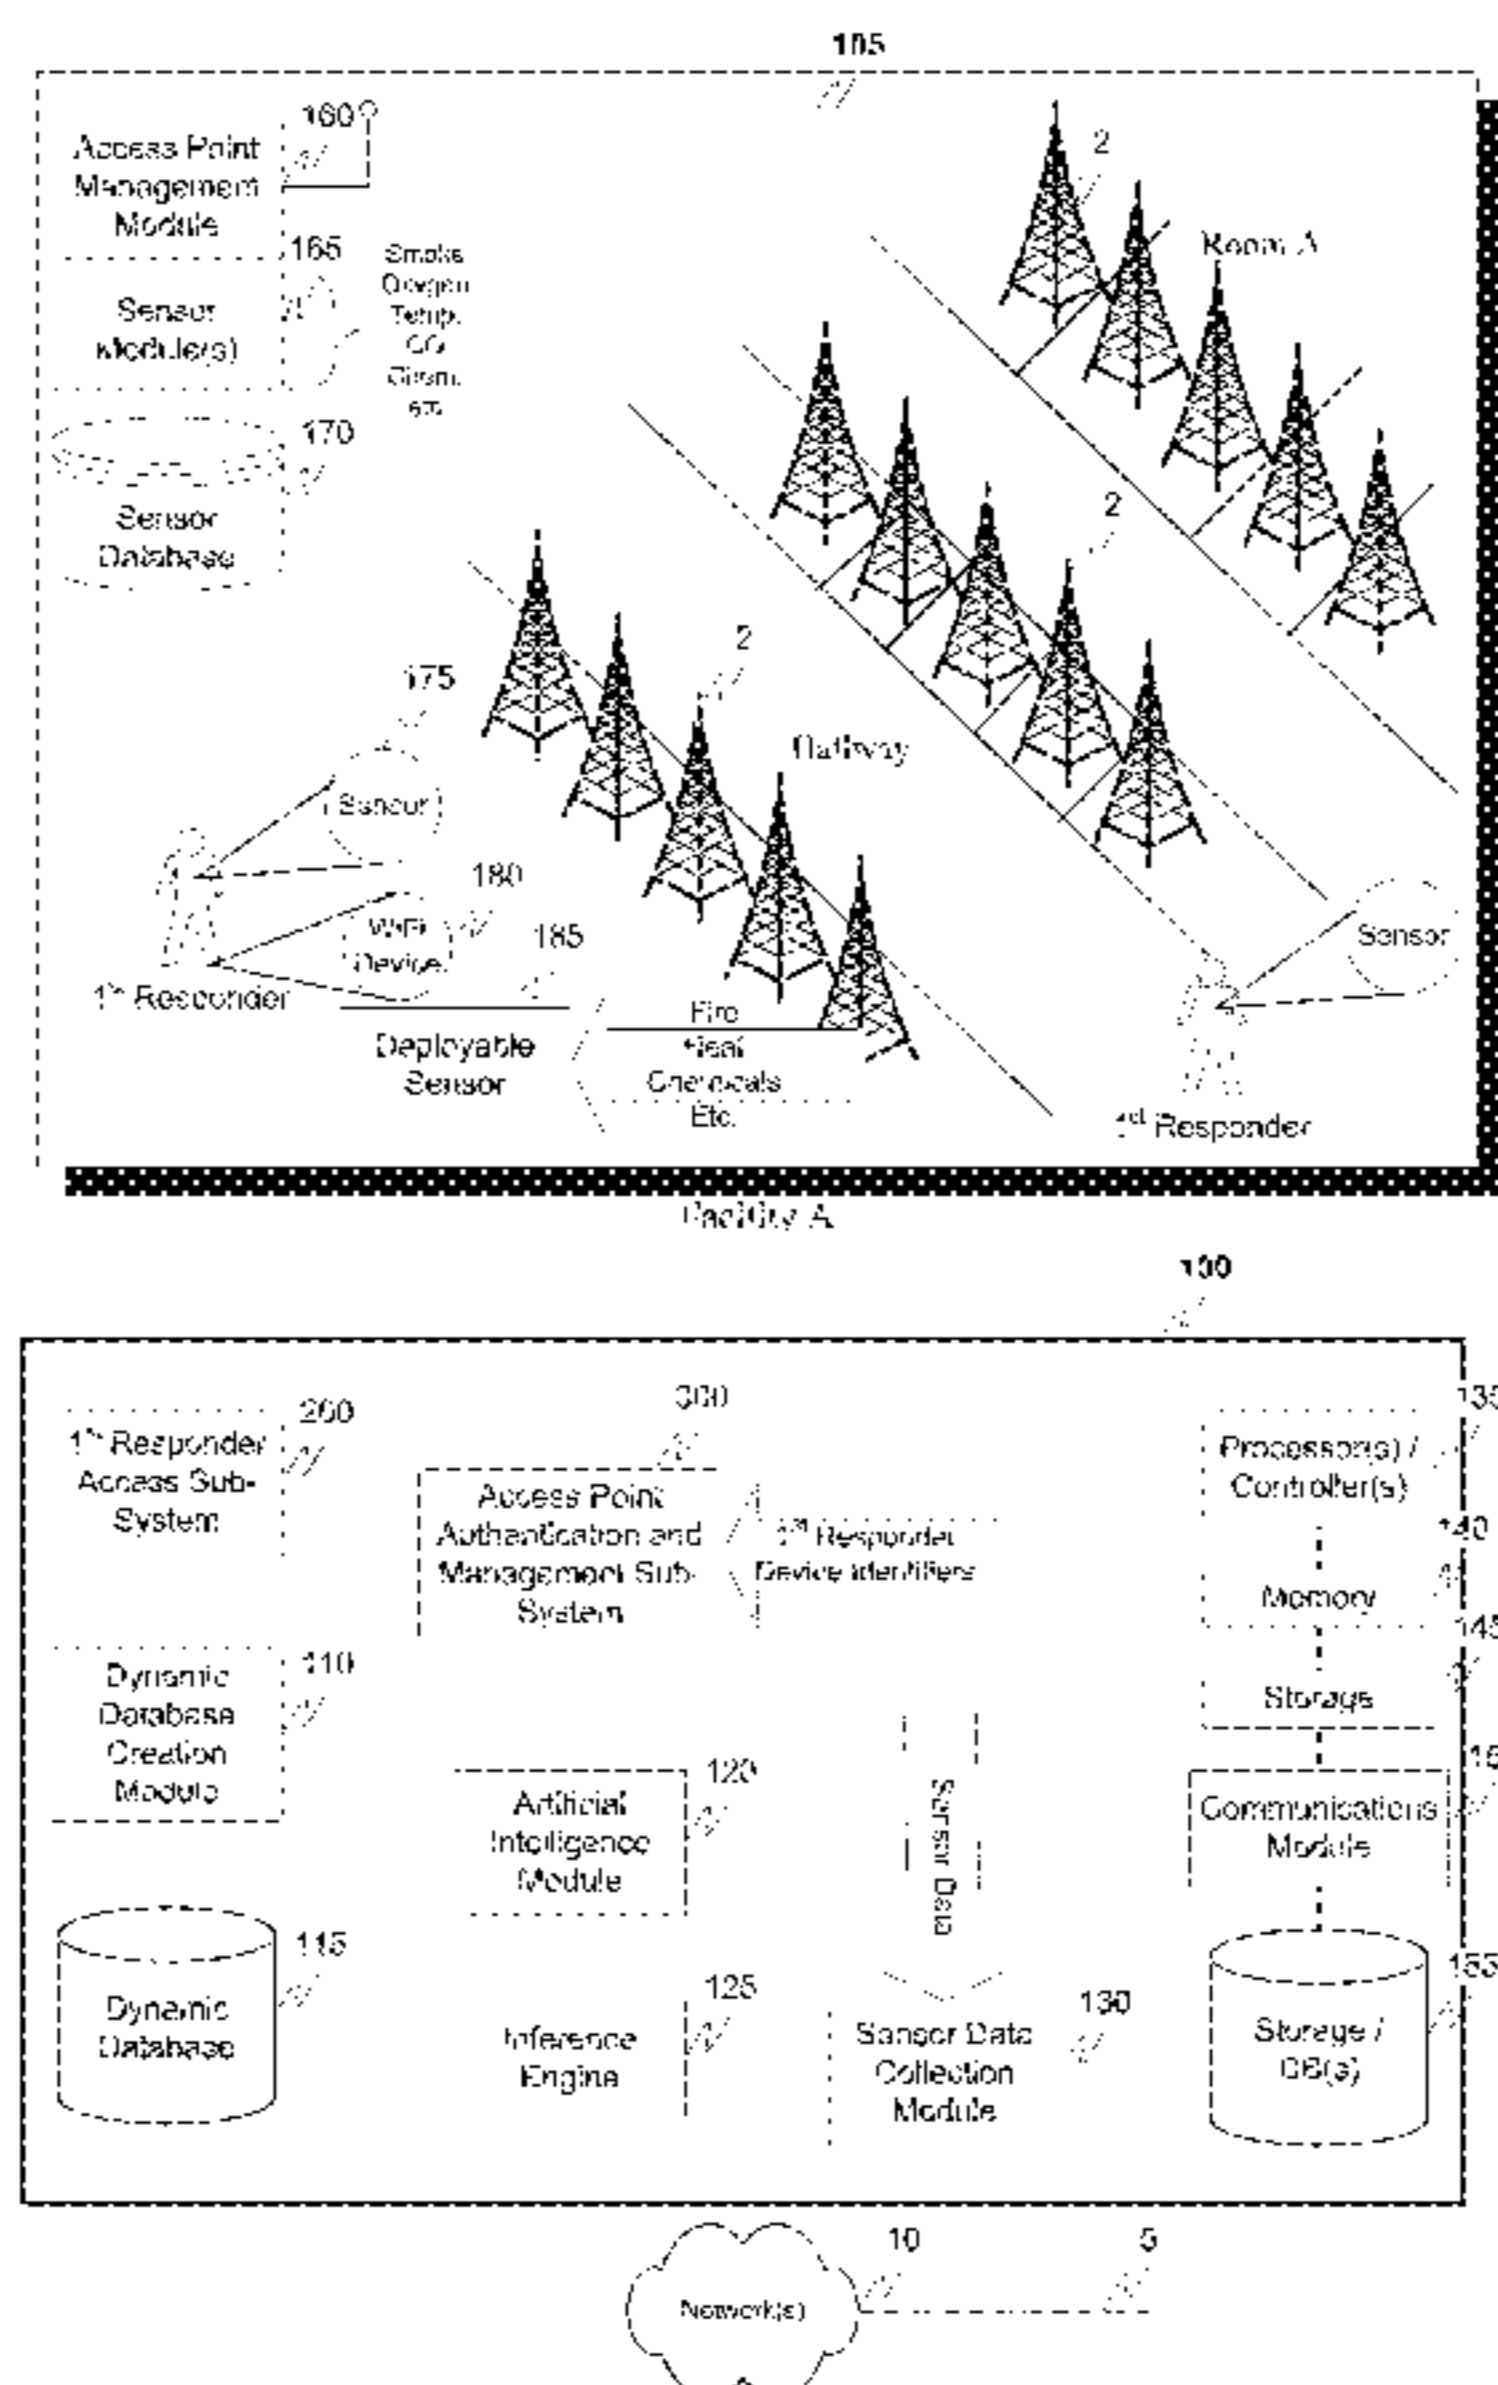 105
160
Access Point
Management
Module
165
Sensor
Module(s)
Smoke
Oxygen
Temp.
CO
Chem.
etc.
170
Sensor
Database
2
Room A
2
2
Hallway
175
Sensor
180
WiFi
Device
1st Responder
185
Deployable
Sensor
Fire
Heat
Chemicals
Etc.
Sensor
1st Responder
Facility A
100
200
1st Responder
Access Sub-
System
300
Access Point
Authentication and
Management Sub-
System
1st Responder
Device Identifiers
135
Processor(s) /
Controller(s)
140
Memory
145
Storage
110
Dynamic
Database
Creation
Module
120
Artificial
Intelligence
Module
Sensor Data
15
Communications
Module
115
Dynamic
Database
125
Inference
Engine
130
Sensor Data
Collection
Module
155
Storage /
DB(s)
10
5
Network(s)